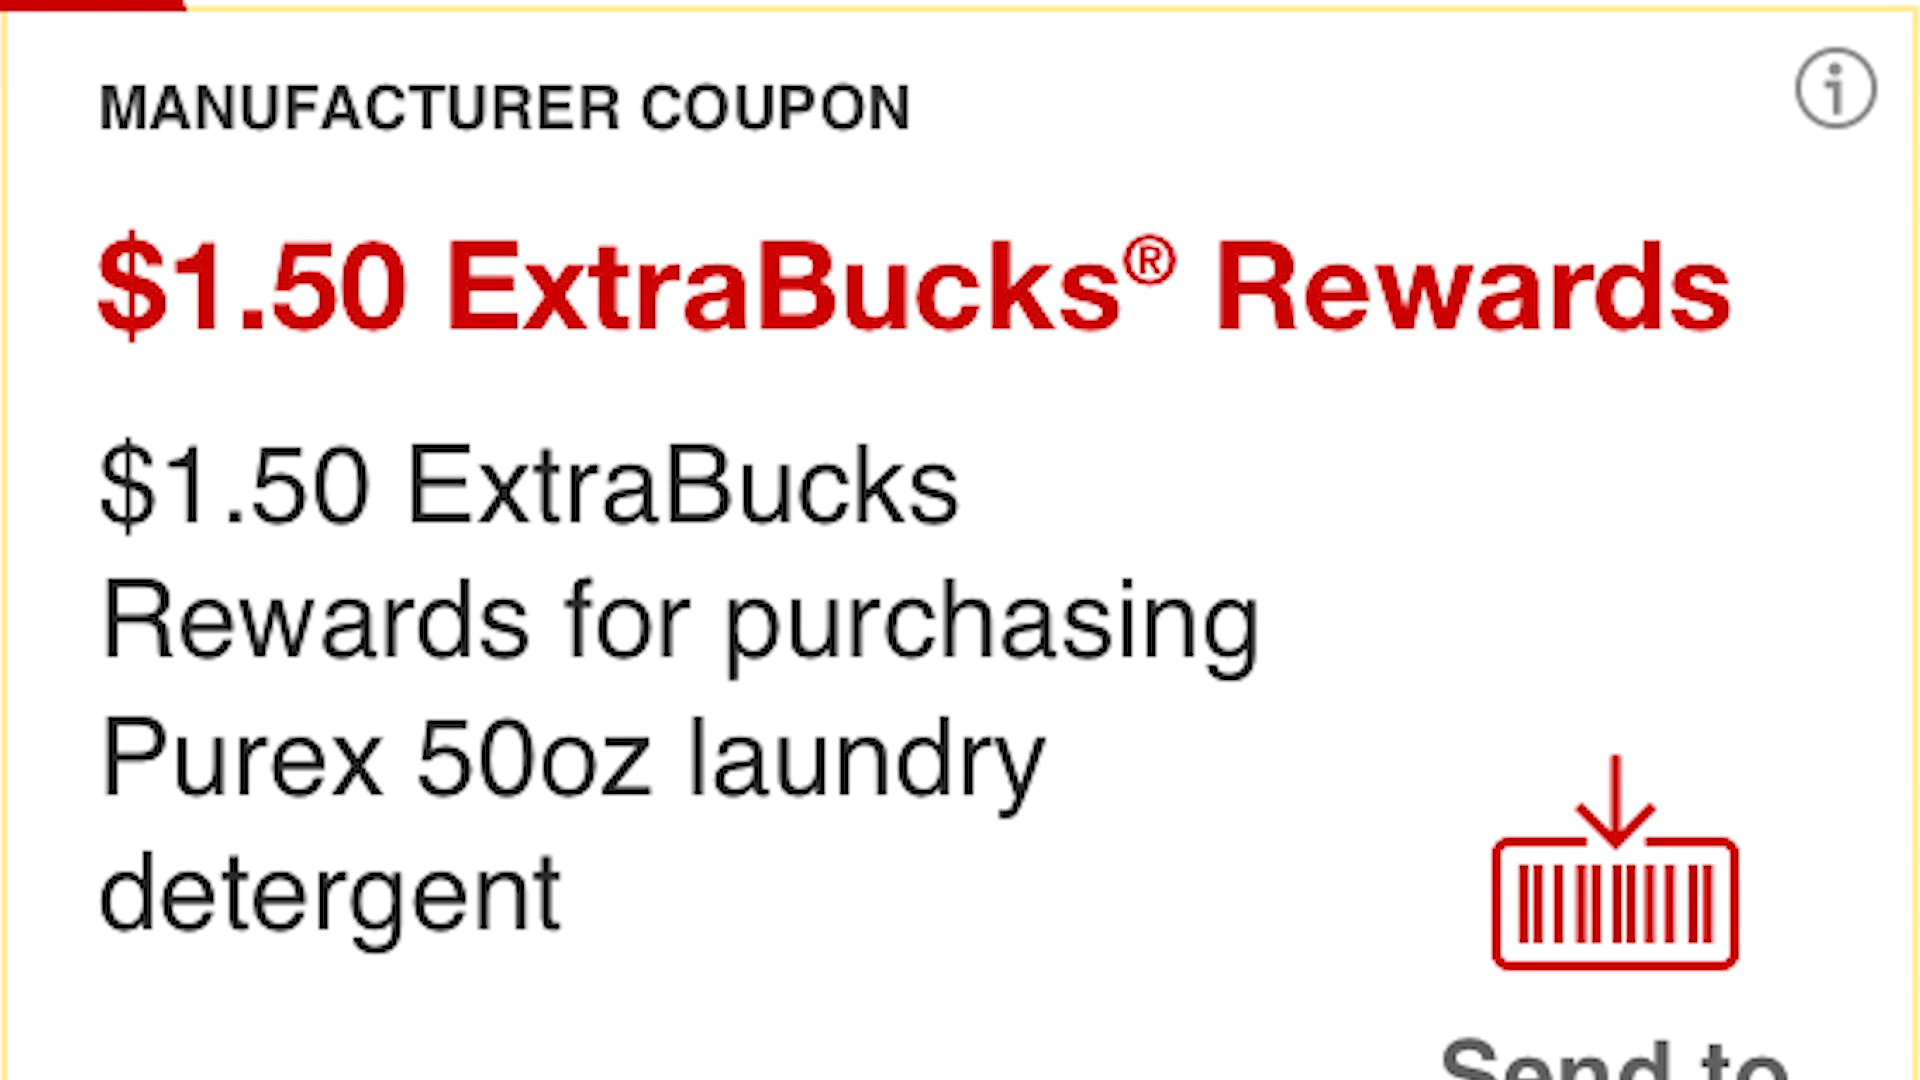 MANUFACTURER COUPON
$1.50 ExtraBucks® Rewards
$1.50 ExtraBucks
Rewards for purchasing
Purex 50oz laundry
detergent
Send to